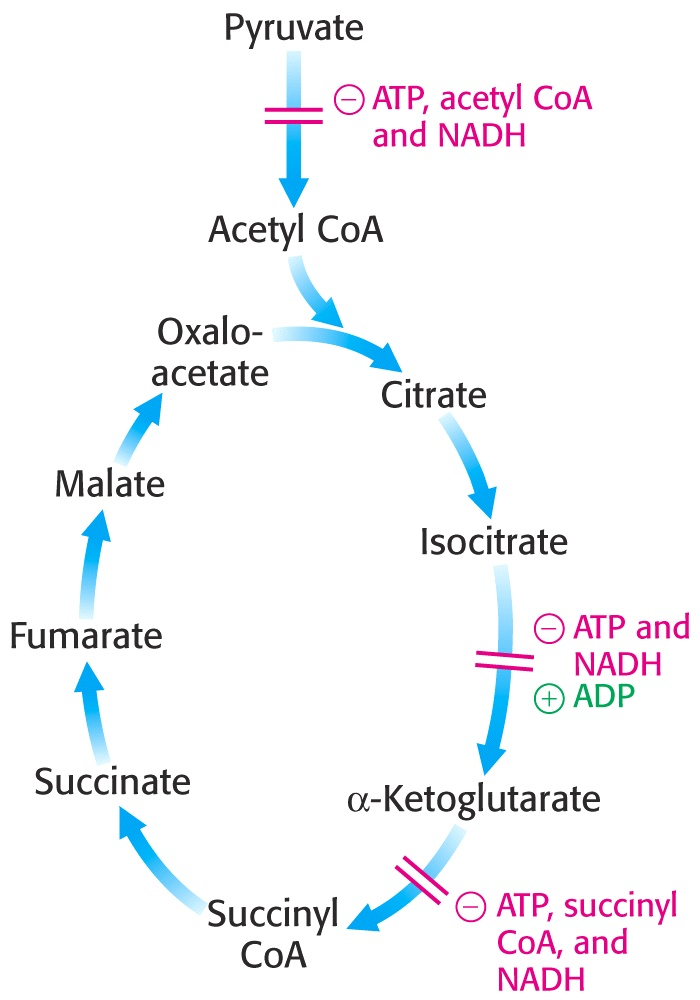 Pyruvate
⊖ ATP, acetyl CoA
and NADH
Acetyl CoA
Oxalo-
acetate
Citrate
Malate
Isocitrate
Fumarate
⊖ ATP and
NADH
⊕ ADP
Succinate
α-Ketoglutarate
Succinyl
CoA
⊖ ATP, succinyl
CoA, and
NADH